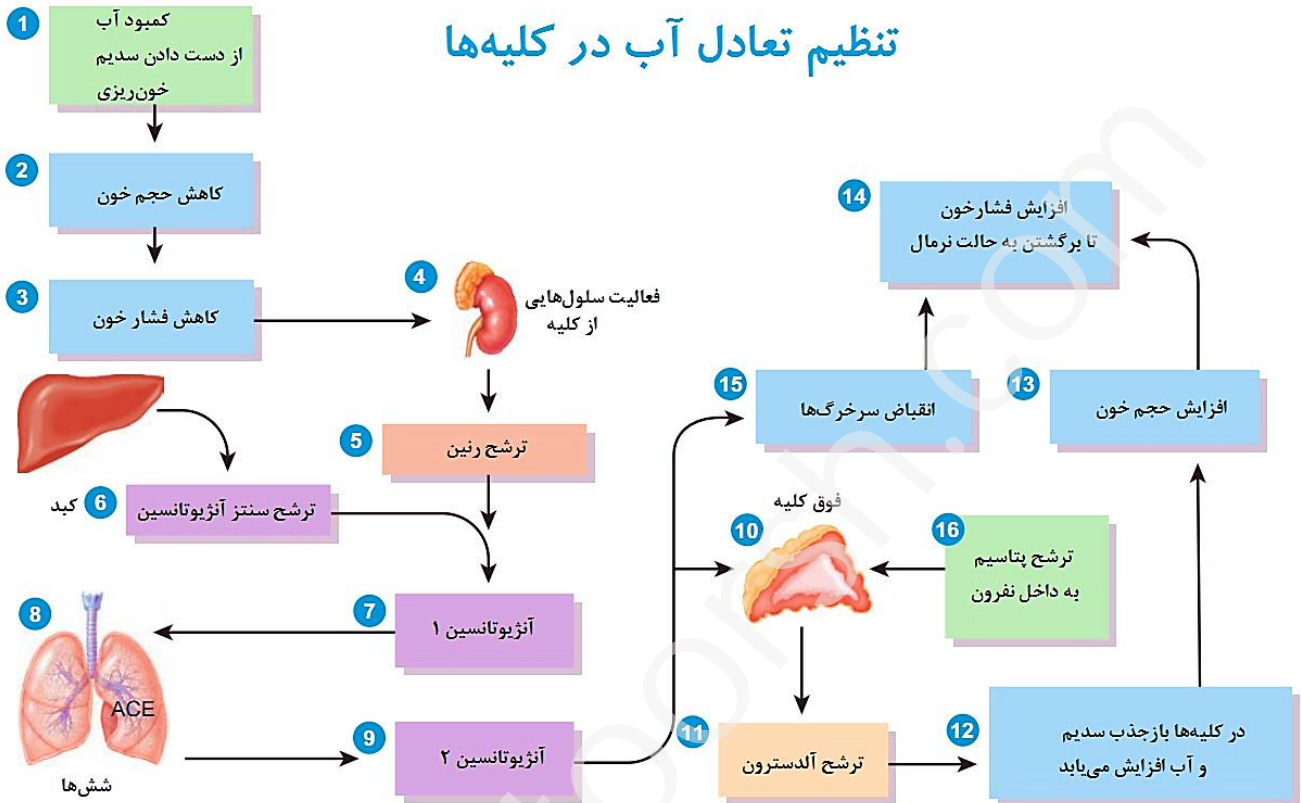 تنظیم تعادل آب در کلیه‌ها
1
کمبود آب
از دست دادن سدیم
خون‌ریزی
2
کاهش حجم خون
3
کاهش فشار خون
4
فعالیت سلول‌هایی
از کلیه
5
ترشح رنین
6
کبد
ترشح سنتز آنژیوتانسین
7
آنژیوتانسین ۱
8
ACE
شش‌ها
9
آنژیوتانسین ۲
10
فوق کلیه
11
ترشح آلدسترون
12
در کلیه‌ها بازجذب سدیم
و آب افزایش می‌یابد
13
افزایش حجم خون
14
افزایش فشارخون
تا برگشتن به حالت نرمال
15
انقباض سرخرگ‌ها
16
ترشح پتاسیم
به داخل نفرون